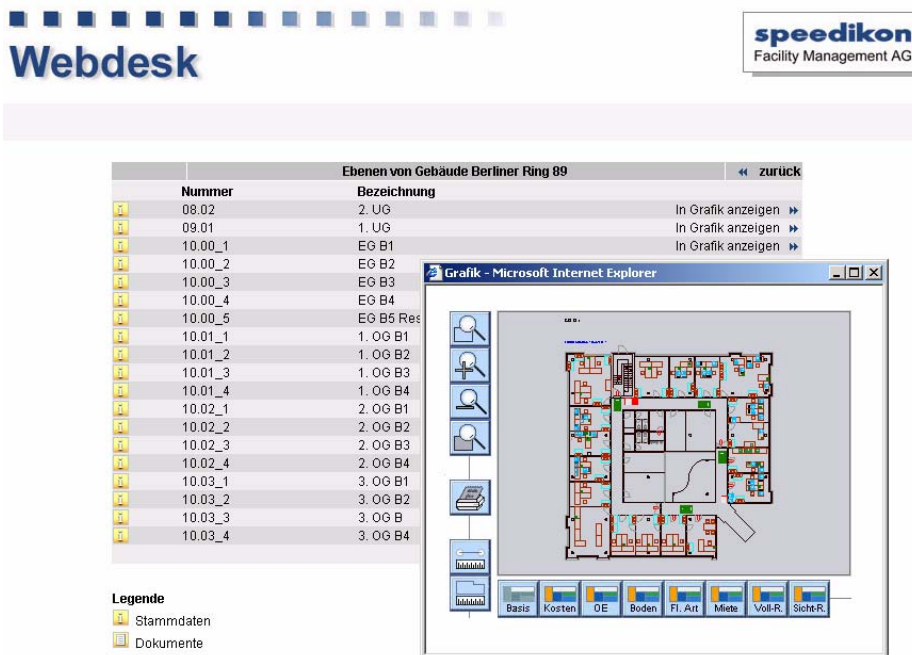 Webdesk
speedikon
Facility Management AG
Ebenen von Gebäude Berliner Ring 89 zurück
Nummer Bezeichnung
08.02 2. UG In Grafik anzeigen
09.01 1. UG In Grafik anzeigen
10.00_1 EG B1 In Grafik anzeigen
10.00_2 EG B2
10.00_3 EG B3
10.00_4 EG B4
10.00_5 EG B5 Res
10.01_1 1. OG B1
10.01_2 1. OG B2
10.01_3 1. OG B3
10.01_4 1. OG B4
10.02_1 2. OG B1
10.02_2 2. OG B2
10.02_3 2. OG B3
10.02_4 2. OG B4
10.03_1 3. OG B1
10.03_2 3. OG B2
10.03_3 3. OG B
10.03_4 3. OG B4
Grafik - Microsoft Internet Explorer
Basis Kosten OE Boden Fl. Art Miete Voll-R. Sicht-R.
Legende
Stammdaten
Dokumente